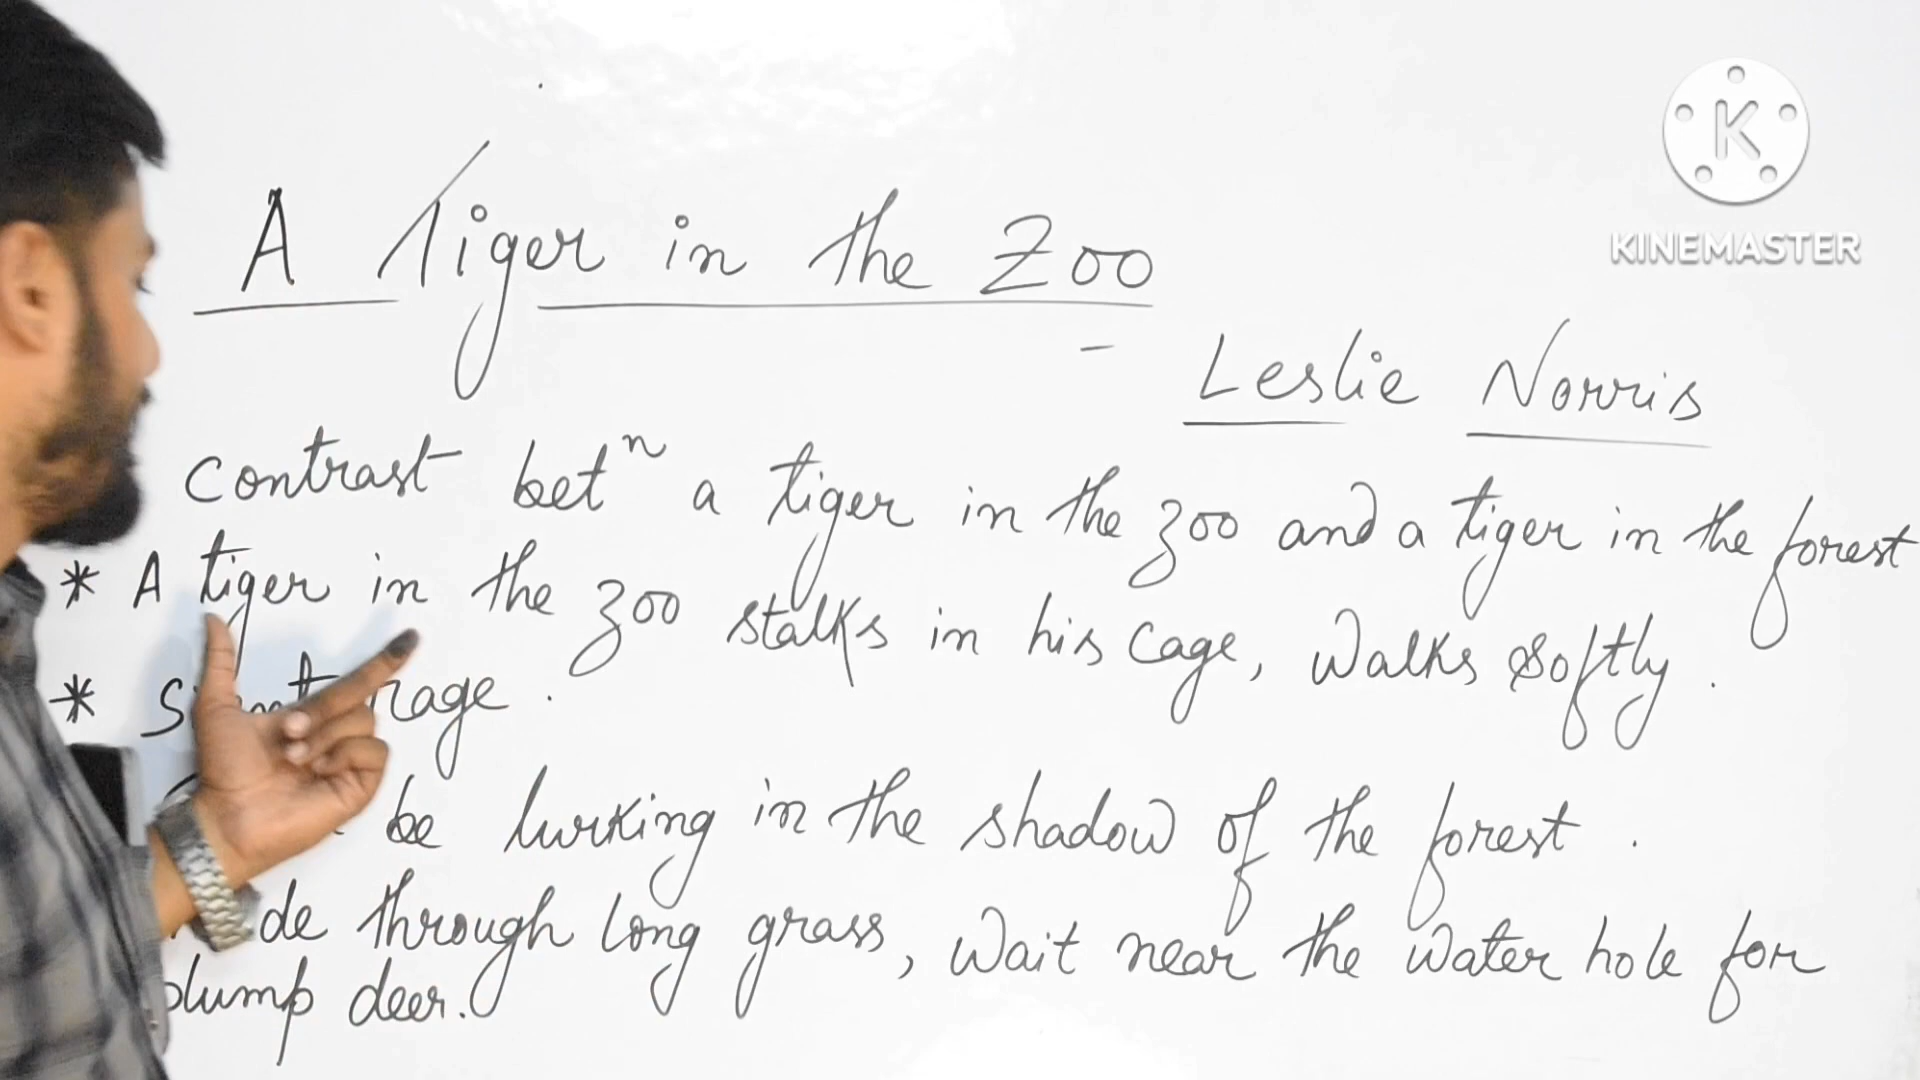 K
KINEMASTER
A Tiger in the Zoo
- Leslie Norris
Contrast betⁿ a tiger in the zoo and a tiger in the forest
* A tiger in the zoo stalks in his cage, Walks softly.
* rage.
be lurking in the shadow of the forest.
through long grass, wait near the water hole for
plump deer.